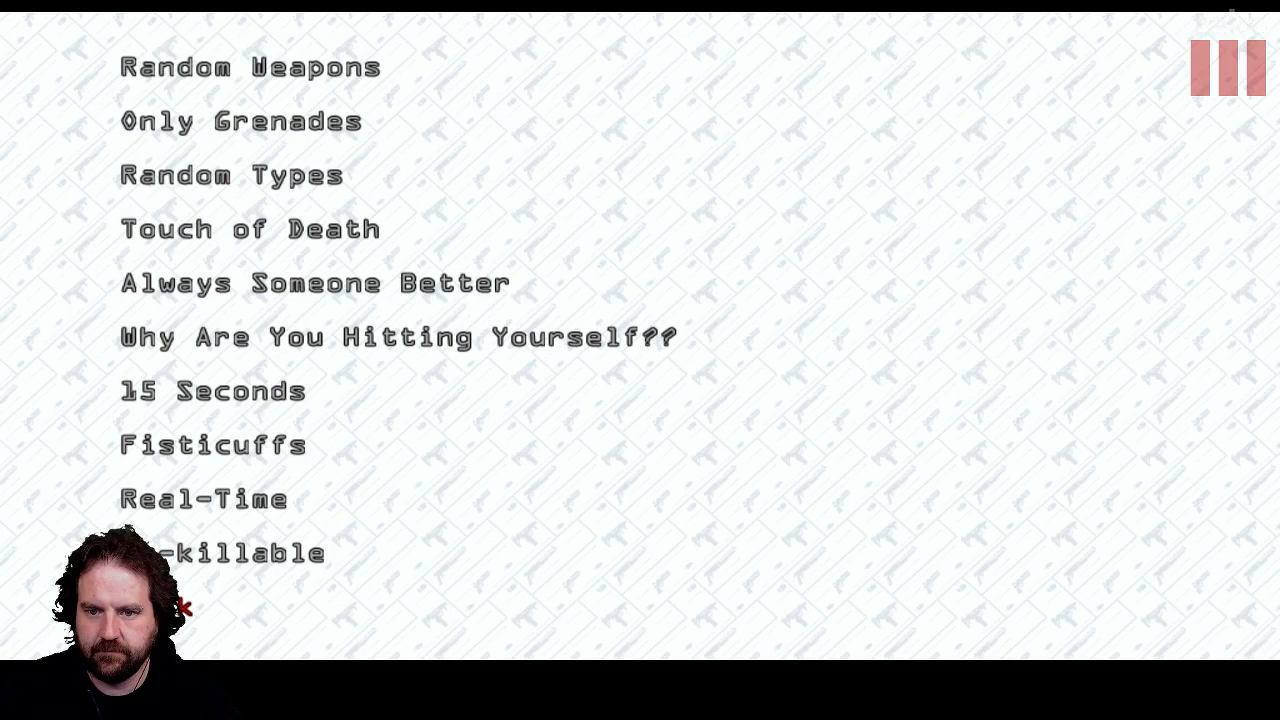 Random Weapons
Only Grenades
Random Types
Touch of Death
Always Someone Better
Why Are You Hitting Yourself??
15 Seconds
Fisticuffs
Real-Time
-killable
k